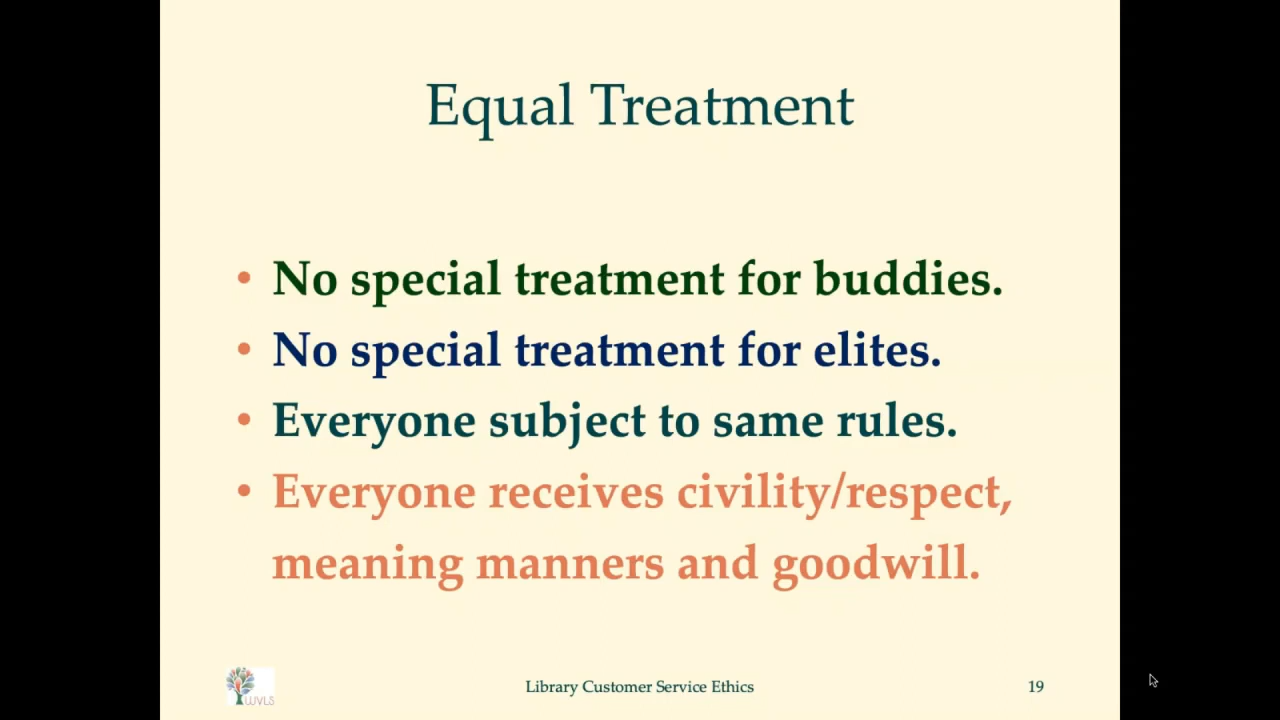 Equal Treatment
• No special treatment for buddies.
• No special treatment for elites.
• Everyone subject to same rules.
• Everyone receives civility/respect,
meaning manners and goodwill.
WVLS
Library Customer Service Ethics
19